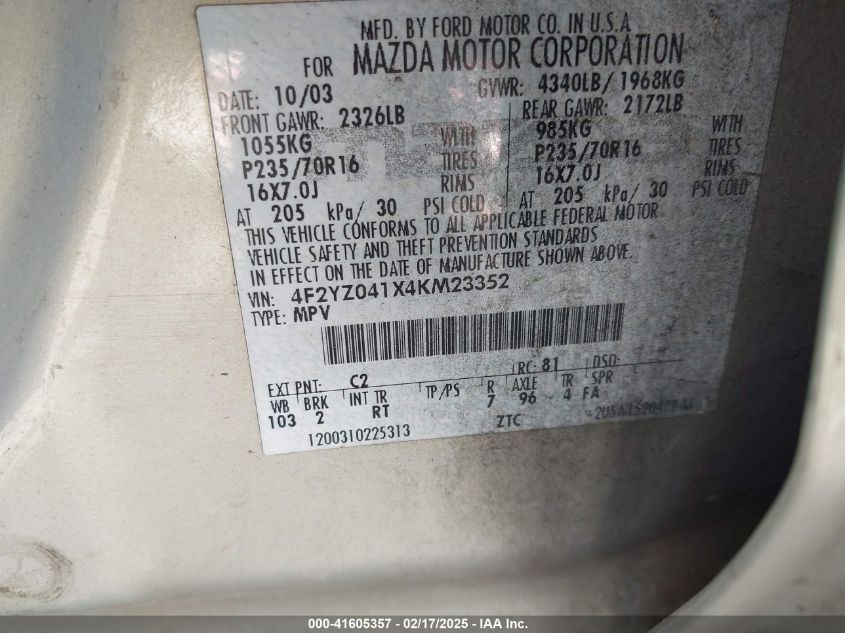 MFD. BY FORD MOTOR CO. IN U.S.A
FOR MAZDA MOTOR CORPORATION
DATE: 10/03 GVWR: 4340LB/ 1968KG
FRONT GAWR: 2326LB REAR GAWR: 2172LB
1055KG WITH 985KG WITH
P235/70R16 TIRES P235/70R16 TIRES
16X7.0J RIMS 16X7.0J RIMS
AT 205 kPa/ 30 PSI COLD AT 205 kPa/ 30 PSI COLD
THIS VEHICLE CONFORMS TO ALL APPLICABLE FEDERAL MOTOR
VEHICLE SAFETY AND THEFT PREVENTION STANDARDS
IN EFFECT ON THE DATE OF MANUFACTURE SHOWN ABOVE.
VIN: 4F2YZ041X4KM23352
TYPE: MPV
EXT PNT: C2 RC: 81 DSO:
WB BRK INT TR TP/PS R AXLE TR SPR
103 2 RT 7 96 4 FA
1200310225313 ZTC
000-41605357 - 02/17/2025 - IAA Inc.